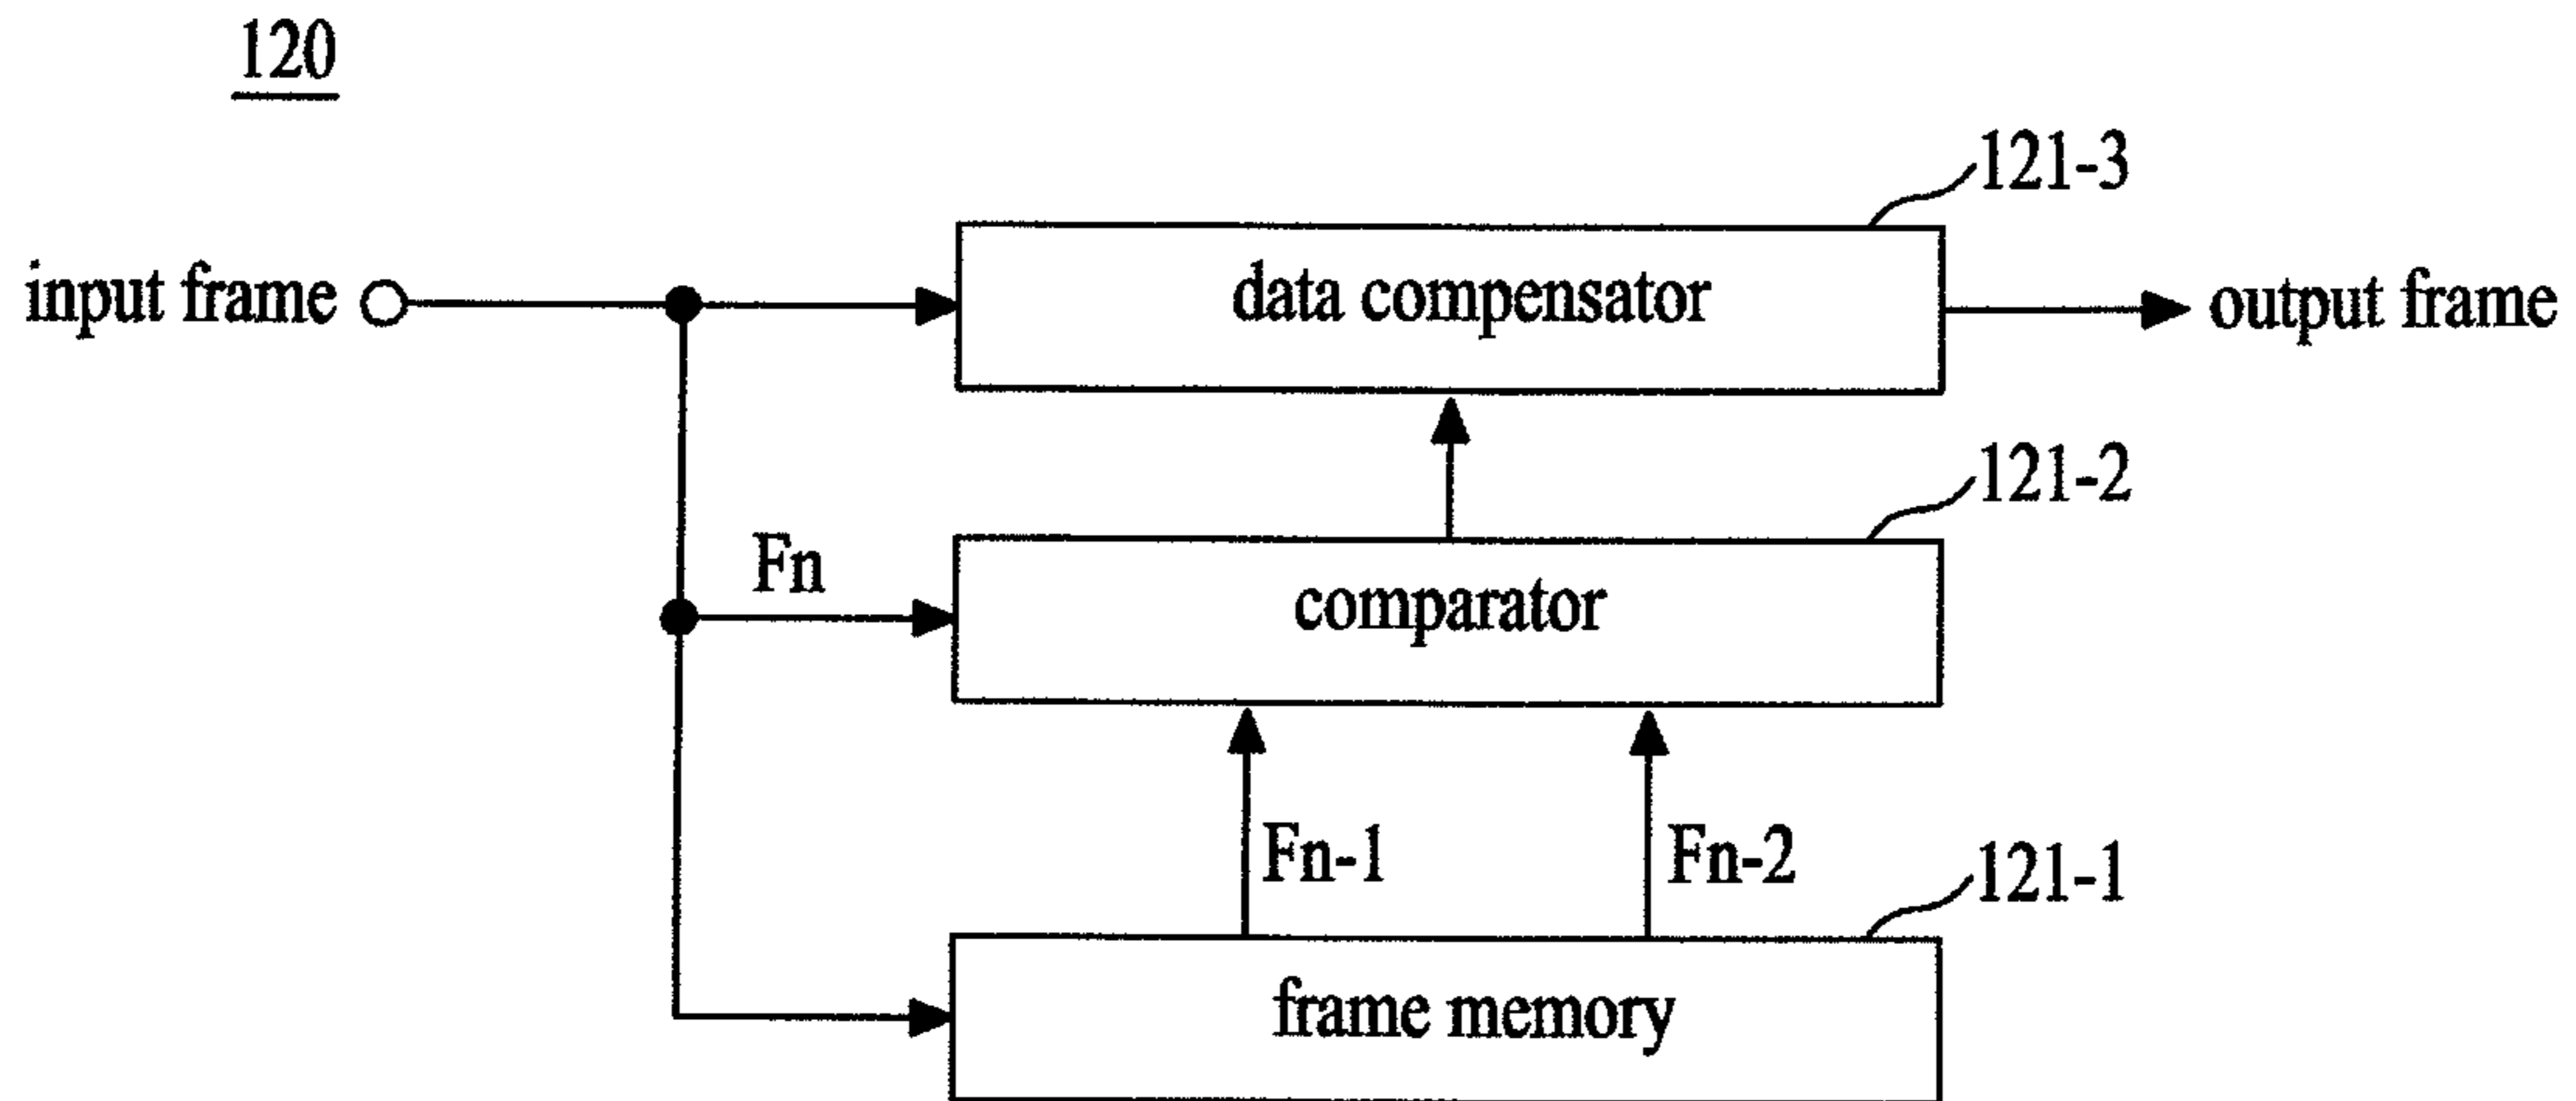 120
121-3
input frame
data compensator
output frame
121-2
Fn
comparator
Fn-1
Fn-2
121-1
frame memory